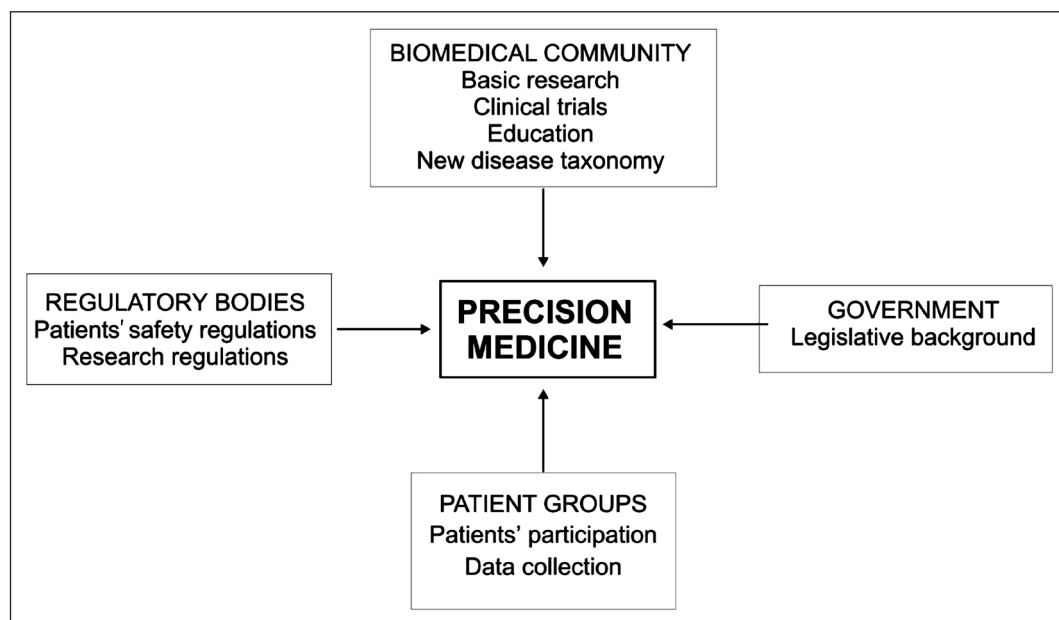 BIOMEDICAL COMMUNITY
Basic research
Clinical trials
Education
New disease taxonomy
REGULATORY BODIES
Patients' safety regulations
Research regulations
PRECISION
MEDICINE
GOVERNMENT
Legislative background
PATIENT GROUPS
Patients’ participation
Data collection